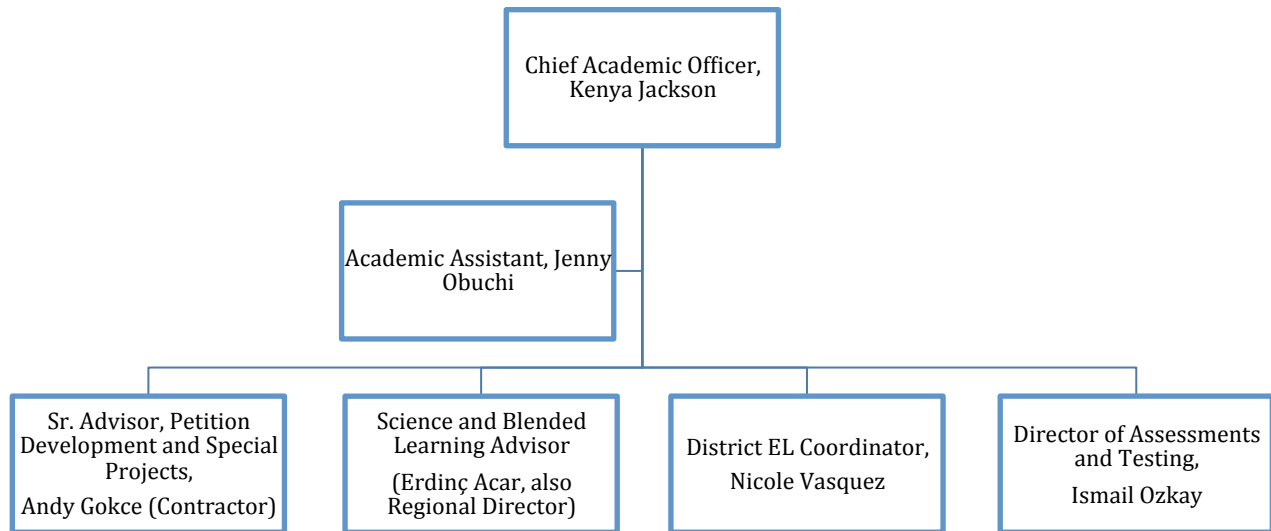 Chief Academic Officer,
Kenya Jackson
Academic Assistant, Jenny
Obuchi
Sr. Advisor, Petition
Development and Special
Projects,
Andy Gokce (Contractor)
Science and Blended
Learning Advisor
(Erdinç Acar, also
Regional Director)
District EL Coordinator,
Nicole Vasquez
Director of Assessments
and Testing,
Ismail Ozkay